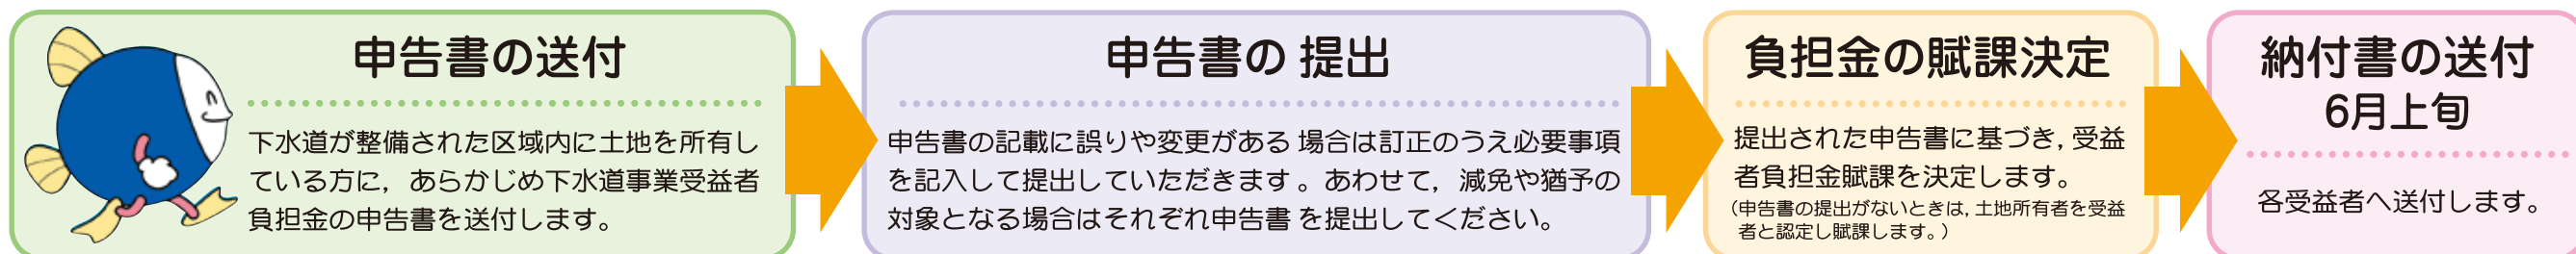 申告書の送付
下水道が整備された区域内に土地を所有し
ている方に，あらかじめ下水道事業受益者
負担金の申告書を送付します。
申告書の 提出
申告書の記載に誤りや変更がある 場合は訂正のうえ必要事項
を記入して提出していただきます 。あわせて，減免や猶予の
対象となる場合はそれぞれ申告書 を提出してください。
負担金の賦課決定
提出された申告書に基づき，受益
者負担金賦課を決定します。
（申告書の提出がないときは，土地所有者を受益
者と認定し賦課します。）
納付書の送付
6月上旬
各受益者へ送付します。